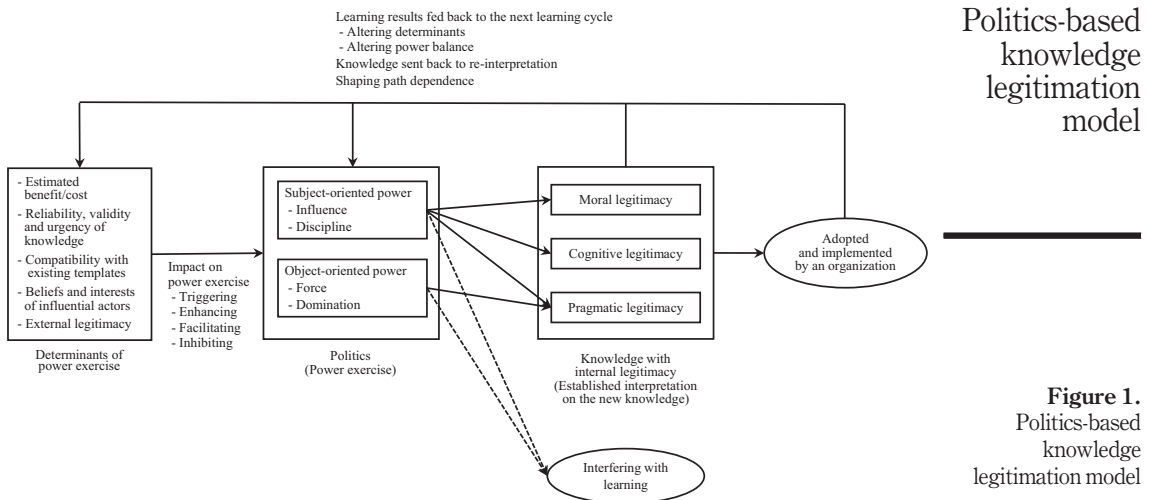 Learning results fed back to the next learning cycle
- Altering determinants
- Altering power balance
Knowledge sent back to re-interpretation
Shaping path dependence
Politics-based
knowledge
legitimation
model
- Estimated
benefit/cost
- Reliability, validity
and urgency of
knowledge
- Compatibility with
existing templates
- Beliefs and interests
of influential actors
- External legitimacy
Determinants of
power exercise
Impact on
power exercise
- Triggering
- Enhancing
- Facilitating
- Inhibiting
Subject-oriented power
- Influence
- Discipline
Object-oriented power
- Force
- Domination
Politics
(Power exercise)
Moral legitimacy
Cognitive legitimacy
Pragmatic legitimacy
Knowledge with
internal legitimacy
(Established interpretation
on the new knowledge)
Adopted
and implemented
by an organization
Interfering with
learning
Figure 1.
Politics-based
knowledge
legitimation model